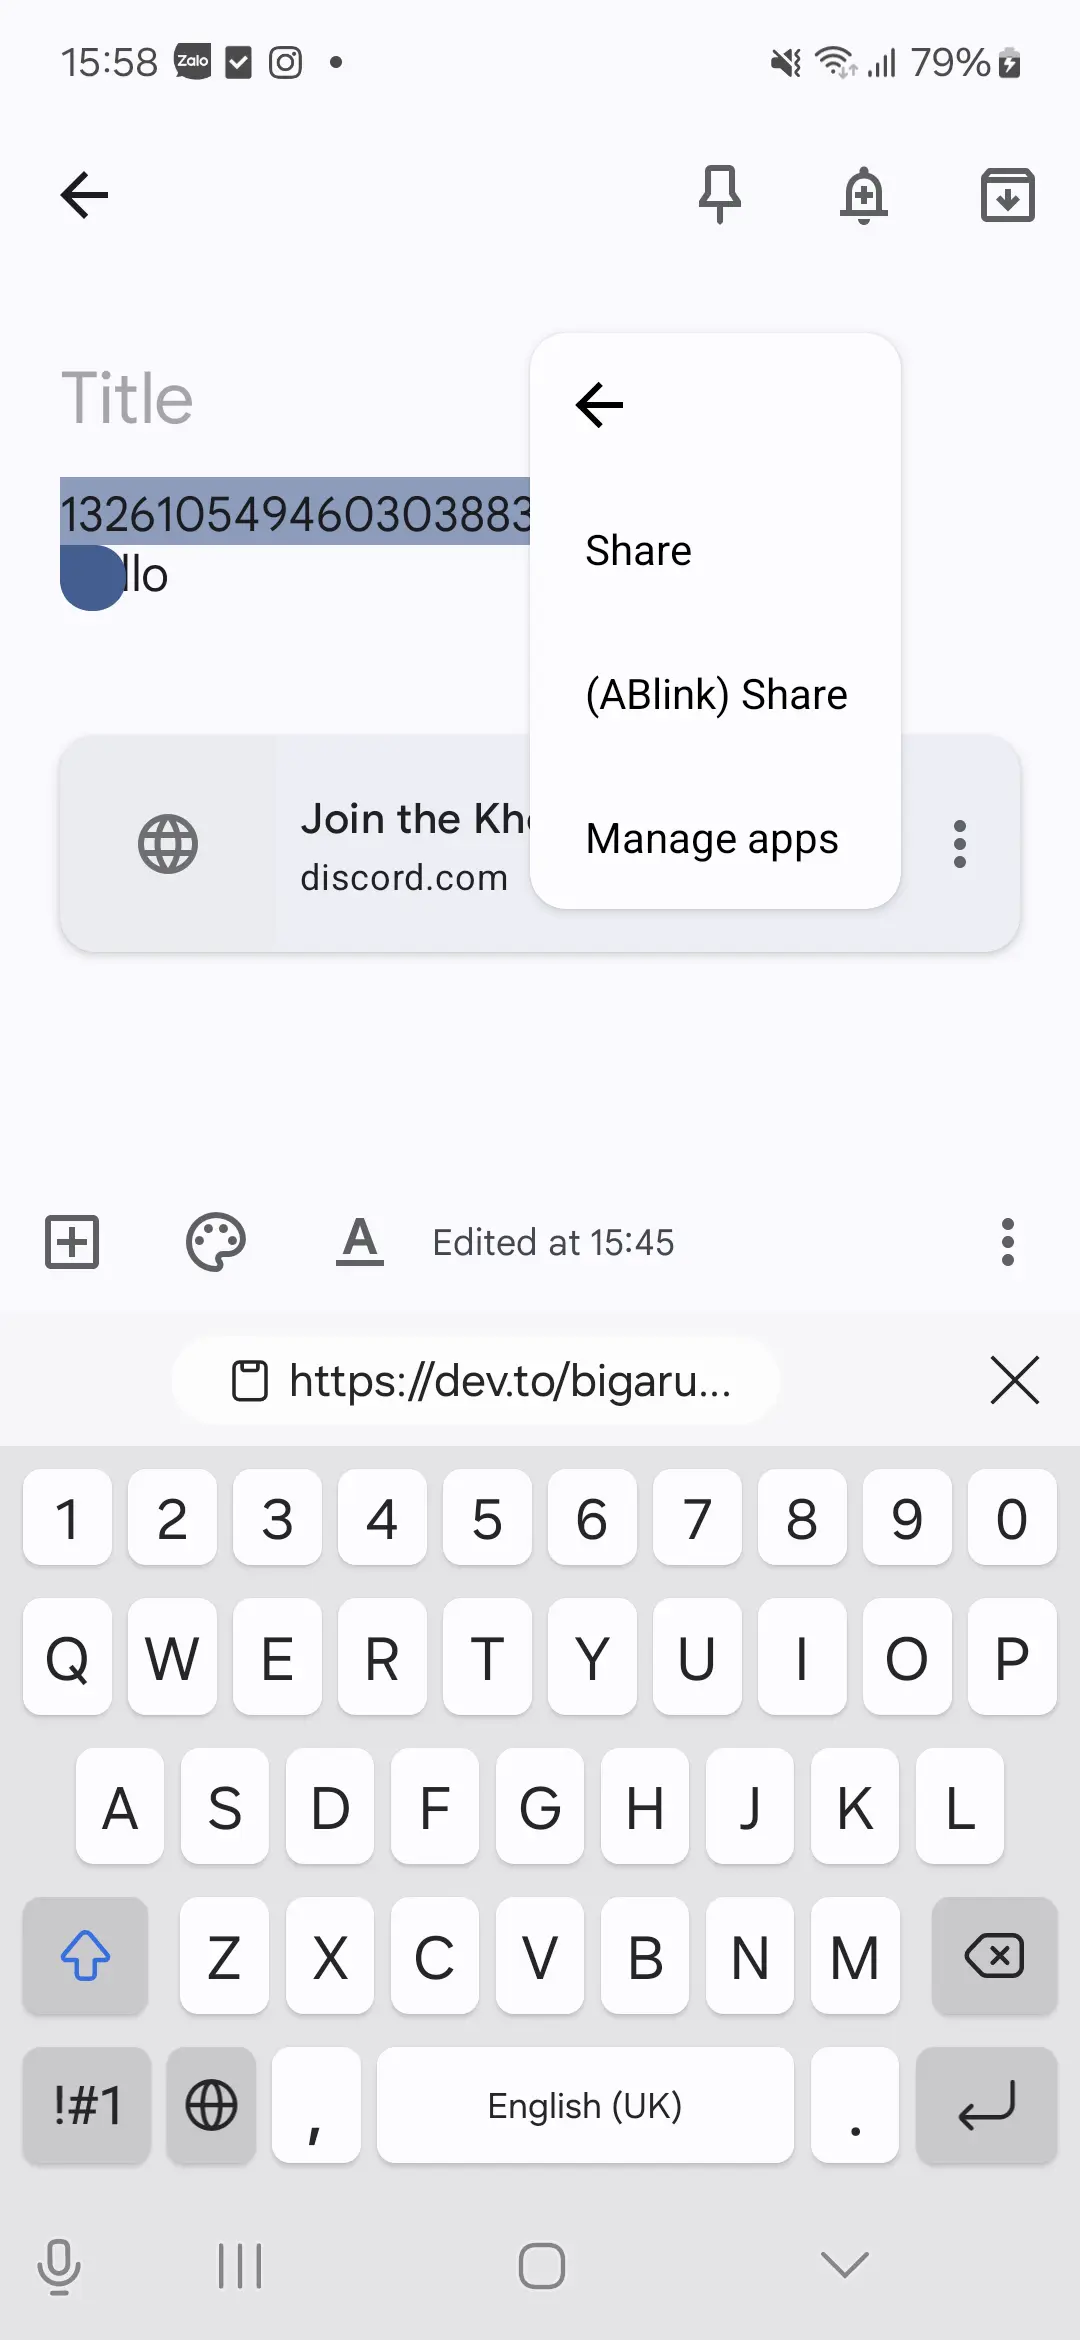 15:58 Zalo 79%
Title
132610549460303883
llo
Share
(ABlink) Share
Manage apps
Join the Kh
discord.com
Edited at 15:45
https://dev.to/bigaru...
1 2 3 4 5 6 7 8 9 0
Q W E R T Y U I O P
A S D F G H J K L
Z X C V B N M
!#1 , English (UK) .